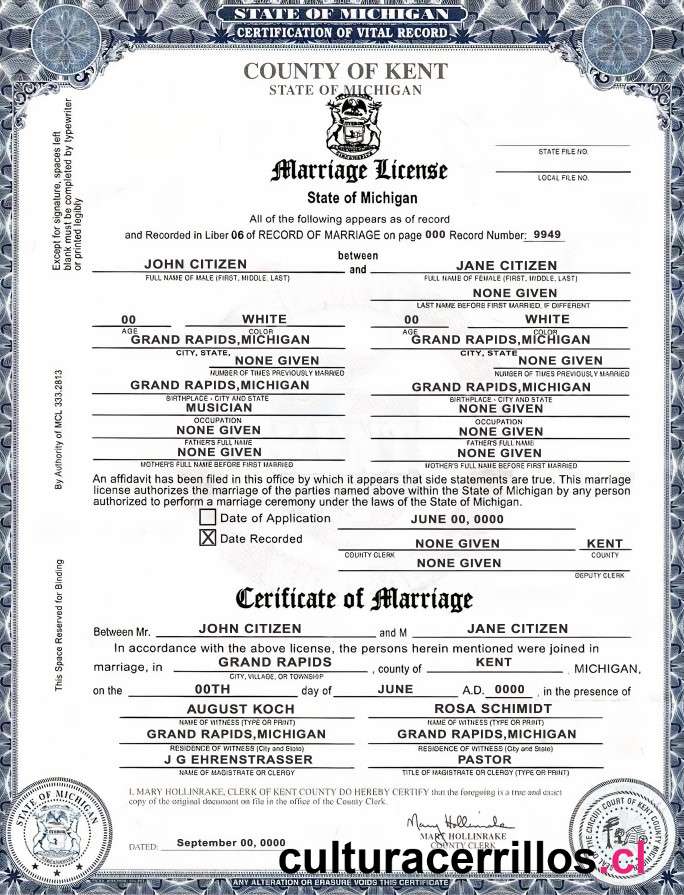 STATE OF MICHIGAN
CERTIFICATION OF VITAL RECORD
COUNTY OF KENT
STATE OF MICHIGAN
STATE FILE NO.
Marriage License
LOCAL FILE NO.
State of Michigan
All of the following appears as of record
and Recorded in Liber 06 of RECORD OF MARRIAGE on page 000 Record Number: 9949
Except for signature, spaces left
blank must be completed by typewriter
or printed legibly
By Authority of MCL 333.2813
This Space Reserved for Binding
JOHN CITIZEN between and JANE CITIZEN
FULL NAME OF MALE (FIRST, MIDDLE, LAST) FULL NAME OF FEMALE (FIRST, MIDDLE, LAST)
NONE GIVEN
LAST NAME BEFORE FIRST MARRIED, IF DIFFERENT
00 WHITE 00 WHITE
AGE COLOR AGE COLOR
GRAND RAPIDS,MICHIGAN GRAND RAPIDS,MICHIGAN
CITY, STATE, CITY, STATE
NONE GIVEN NONE GIVEN
NUMBER OF TIMES PREVIOUSLY MARRIED NUMBER OF TIMES PREVIOUSLY MARRIED
GRAND RAPIDS,MICHIGAN GRAND RAPIDS,MICHIGAN
BIRTHPLACE - CITY AND STATE BIRTHPLACE - CITY AND STATE
MUSICIAN NONE GIVEN
OCCUPATION OCCUPATION
NONE GIVEN NONE GIVEN
FATHER'S FULL NAME FATHER'S FULL NAME
NONE GIVEN NONE GIVEN
MOTHER'S FULL NAME BEFORE FIRST MARRIED MOTHER'S FULL NAME BEFORE FIRST MARRIED
An affidavit has been filed in this office by which it appears that side statements are true. This marriage
license authorizes the marriage of the parties named above within the State of Michigan by any person
authorized to perform a marriage ceremony under the laws of the State of Michigan.
Date of Application JUNE 00, 0000
X Date Recorded NONE GIVEN KENT
COUNTY CLERK COUNTY
NONE GIVEN
DEPUTY CLERK
Cerificate of Marriage
Between Mr. JOHN CITIZEN and M JANE CITIZEN
In accordance with the above license, the persons herein mentioned were joined in
marriage, in GRAND RAPIDS , county of KENT , MICHIGAN,
CITY, VILLAGE, OR TOWNSHIP
on the 00TH day of JUNE A.D. 0000 , in the presence of
AUGUST KOCH ROSA SCHIMIDT
NAME OF WITNESS (TYPE OR PRINT) NAME OF WITNESS (TYPE OR PRINT)
GRAND RAPIDS,MICHIGAN GRAND RAPIDS,MICHIGAN
RESIDENCE OF WITNESS (City and State) RESIDENCE OF WITNESS (City and State)
J G EHRENSTRASSER PASTOR
NAME OF MAGISTRATE OR CLERGY TITLE OF MAGISTRATE OR CLERGY (TYPE OR PRINT)
I, MARY HOLLINRAKE, CLERK OF KENT COUNTY DO HEREBY CERTIFY that the foregoing is a true and exact
copy of the original document on file in the office of the County Clerk.
Mary Hollinrake
MARY HOLLINRAKE
COUNTY CLERK
DATED: September 00, 0000
STATE OF MICHIGAN
CIRCUIT COURT OF KENT COUNTY
culturacerrillos.cl
ANY ALTERATION OR ERASURE VOIDS THIS CERTIFICATE